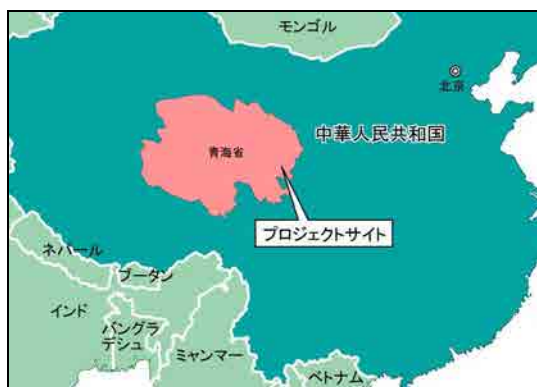 モンゴル
北京
中華人民共和国
青海省
プロジェクトサイト
ネパール
ブータン
インド
バングラ
デシュ
ミャンマー
ベトナム